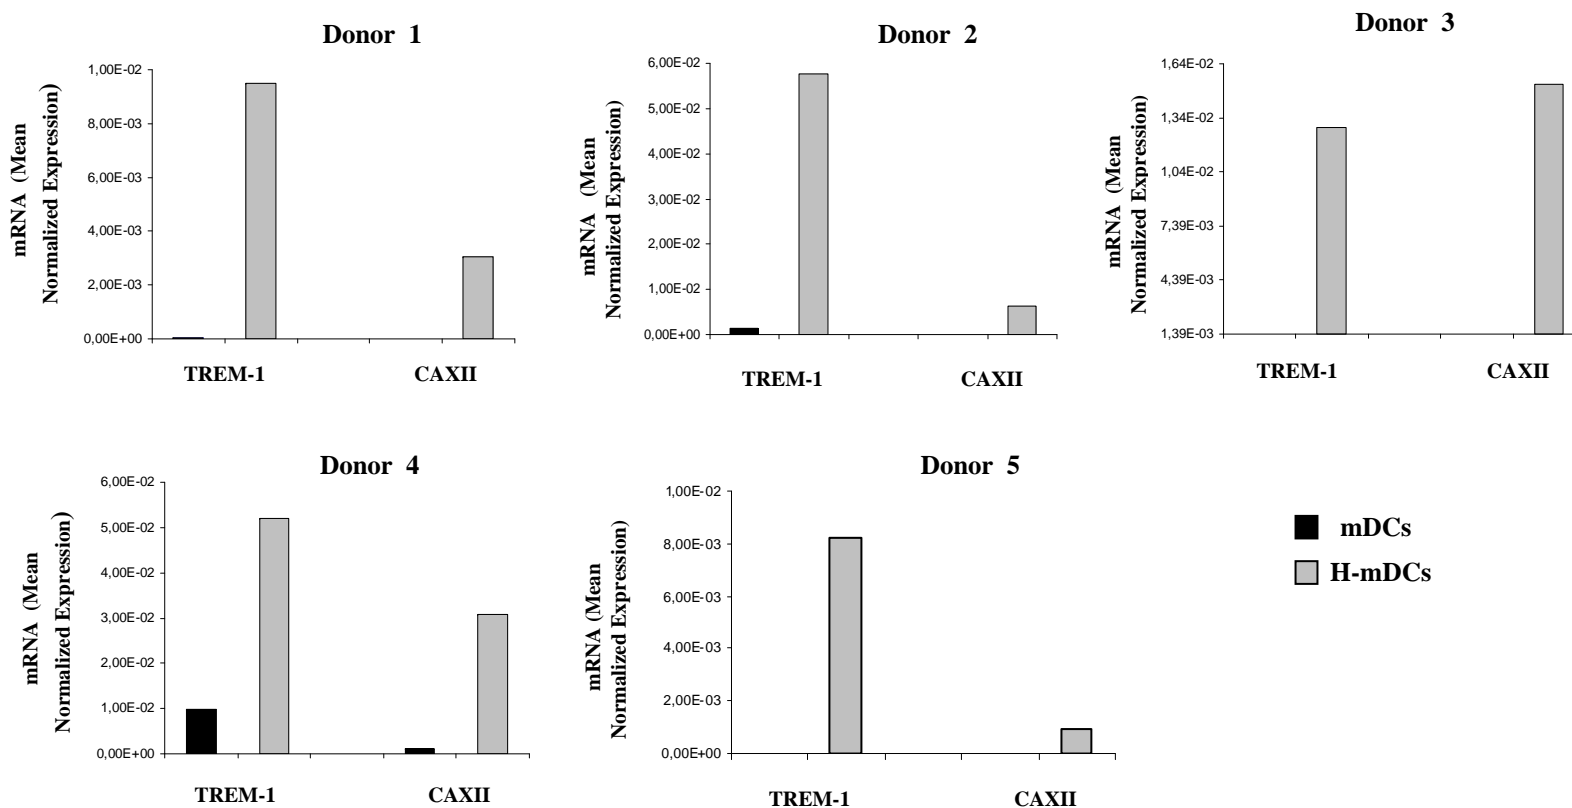 Donor 1
mRNA (Mean
Normalized Expression)
1,00E-02
8,00E-03
6,00E-03
4,00E-03
2,00E-03
0,00E+00
TREM-1 CAXII
Donor 2
mRNA (Mean
Normalized Expression)
6,00E-02
5,00E-02
4,00E-02
3,00E-02
2,00E-02
1,00E-02
0,00E+00
TREM-1 CAXII
Donor 3
mRNA (Mean
Normalized Expression)
1,64E-02
1,34E-02
1,04E-02
7,39E-03
4,39E-03
1,39E-03
TREM-1 CAXII
Donor 4
mRNA (Mean
Normalized Expression)
6,00E-02
5,00E-02
4,00E-02
3,00E-02
2,00E-02
1,00E-02
0,00E+00
TREM-1 CAXII
Donor 5
mRNA (Mean
Normalized Expression)
1,00E-02
8,00E-03
6,00E-03
4,00E-03
2,00E-03
0,00E+00
TREM-1 CAXII
mDCs
H-mDCs